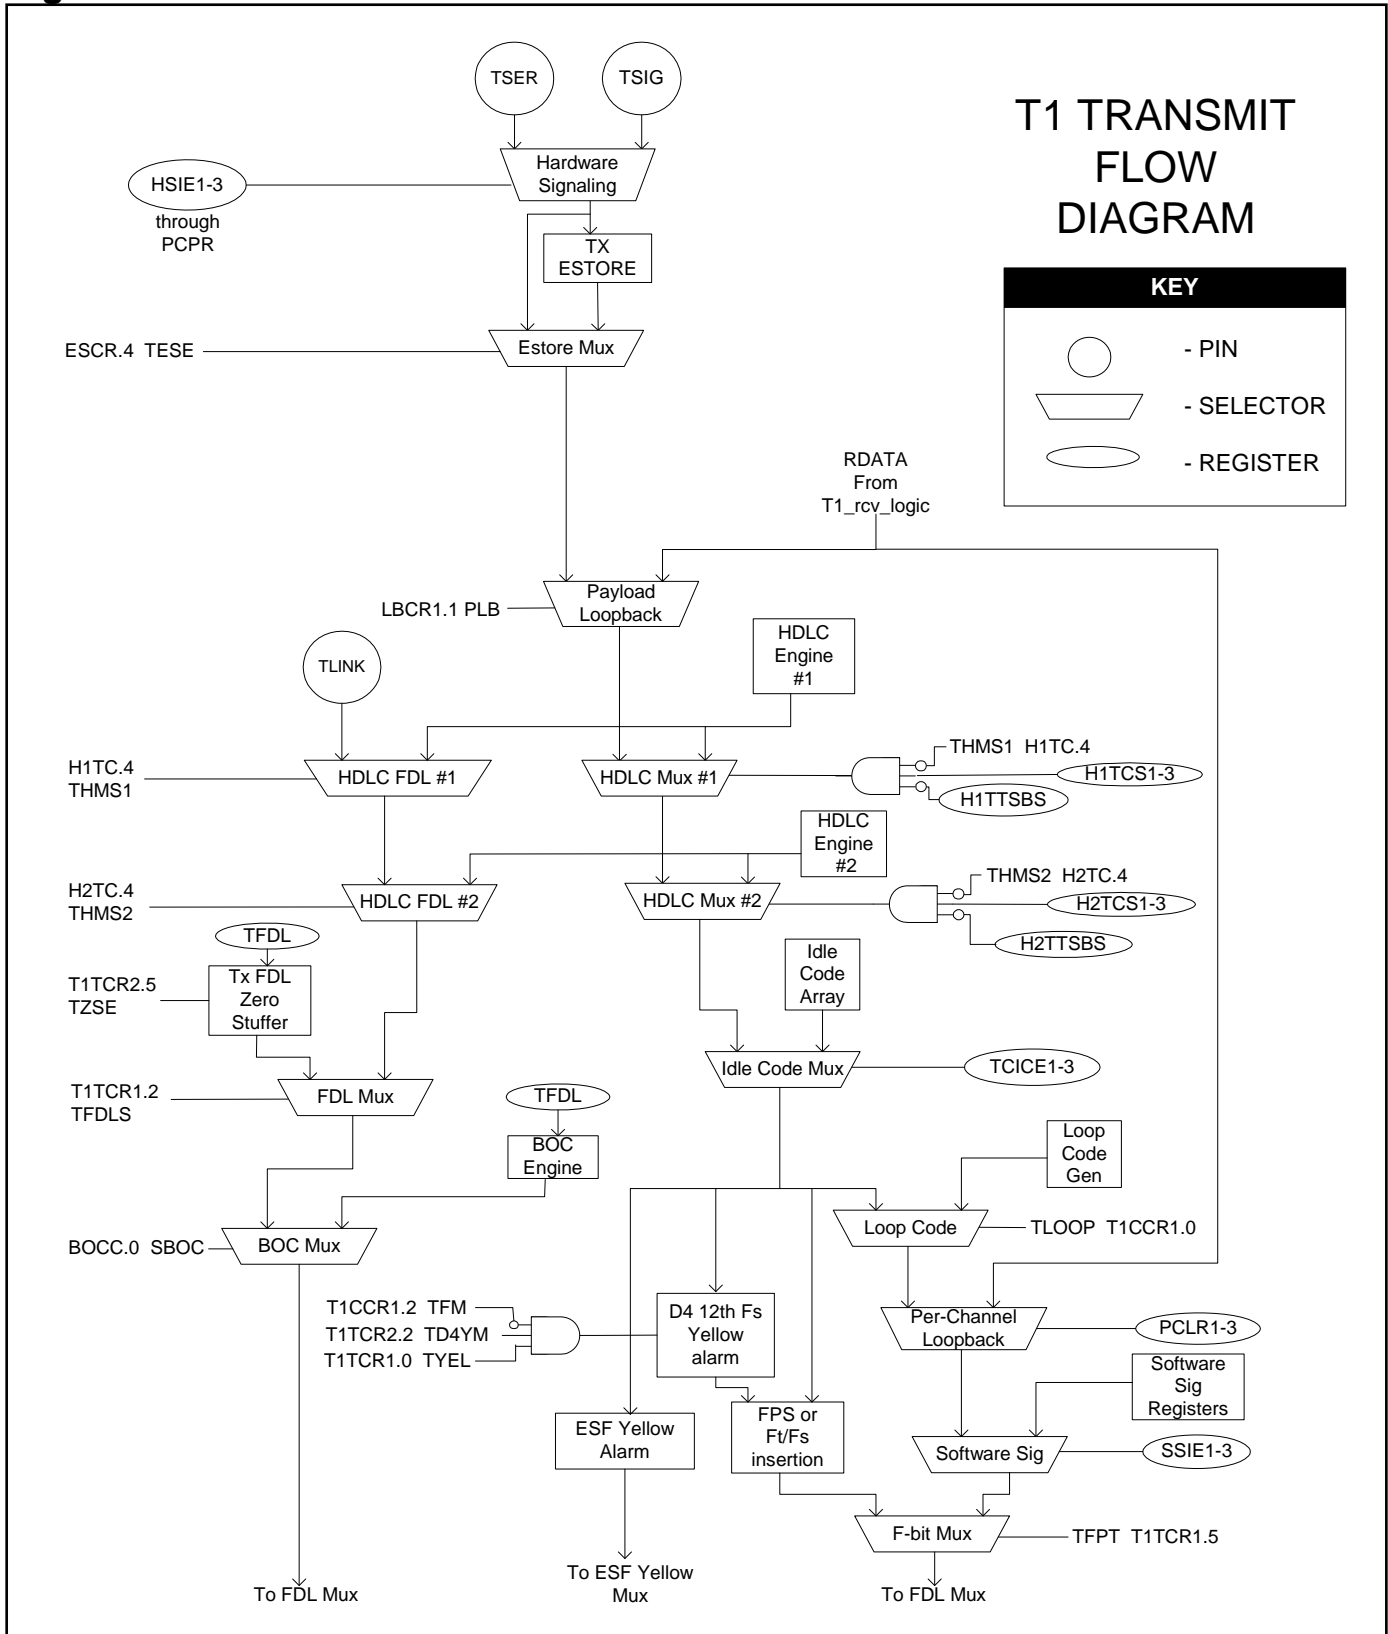 TSER
TSIG
T1 TRANSMIT
FLOW
DIAGRAM
Hardware
Signaling
HSIE1-3
through
PCPR
TX
ESTORE
KEY
- PIN
- SELECTOR
- REGISTER
ESCR.4 TESE
Estore Mux
RDATA
From
T1_rcv_logic
Payload
Loopback
LBCR1.1 PLB
HDLC
Engine
#1
TLINK
H1TC.4
THMS1
HDLC FDL #1
HDLC Mux #1
THMS1 H1TC.4
H1TCS1-3
H1TTSBS
HDLC
Engine
#2
H2TC.4
THMS2
HDLC FDL #2
HDLC Mux #2
THMS2 H2TC.4
H2TCS1-3
H2TTSBS
TFDL
Tx FDL
Zero
Stuffer
T1TCR2.5
TZSE
Idle
Code
Array
Idle Code Mux
TCICE1-3
T1TCR1.2
TFDLS
FDL Mux
TFDL
BOC
Engine
Loop
Code
Gen
BOCC.0 SBOC
BOC Mux
Loop Code
TLOOP T1CCR1.0
T1CCR1.2 TFM
T1TCR2.2 TD4YM
T1TCR1.0 TYEL
D4 12th Fs
Yellow
alarm
Per-Channel
Loopback
PCLR1-3
Software
Sig
Registers
ESF Yellow
Alarm
FPS or
Ft/Fs
insertion
Software Sig
SSIE1-3
F-bit Mux
TFPT T1TCR1.5
To FDL Mux
To ESF Yellow
Mux
To FDL Mux